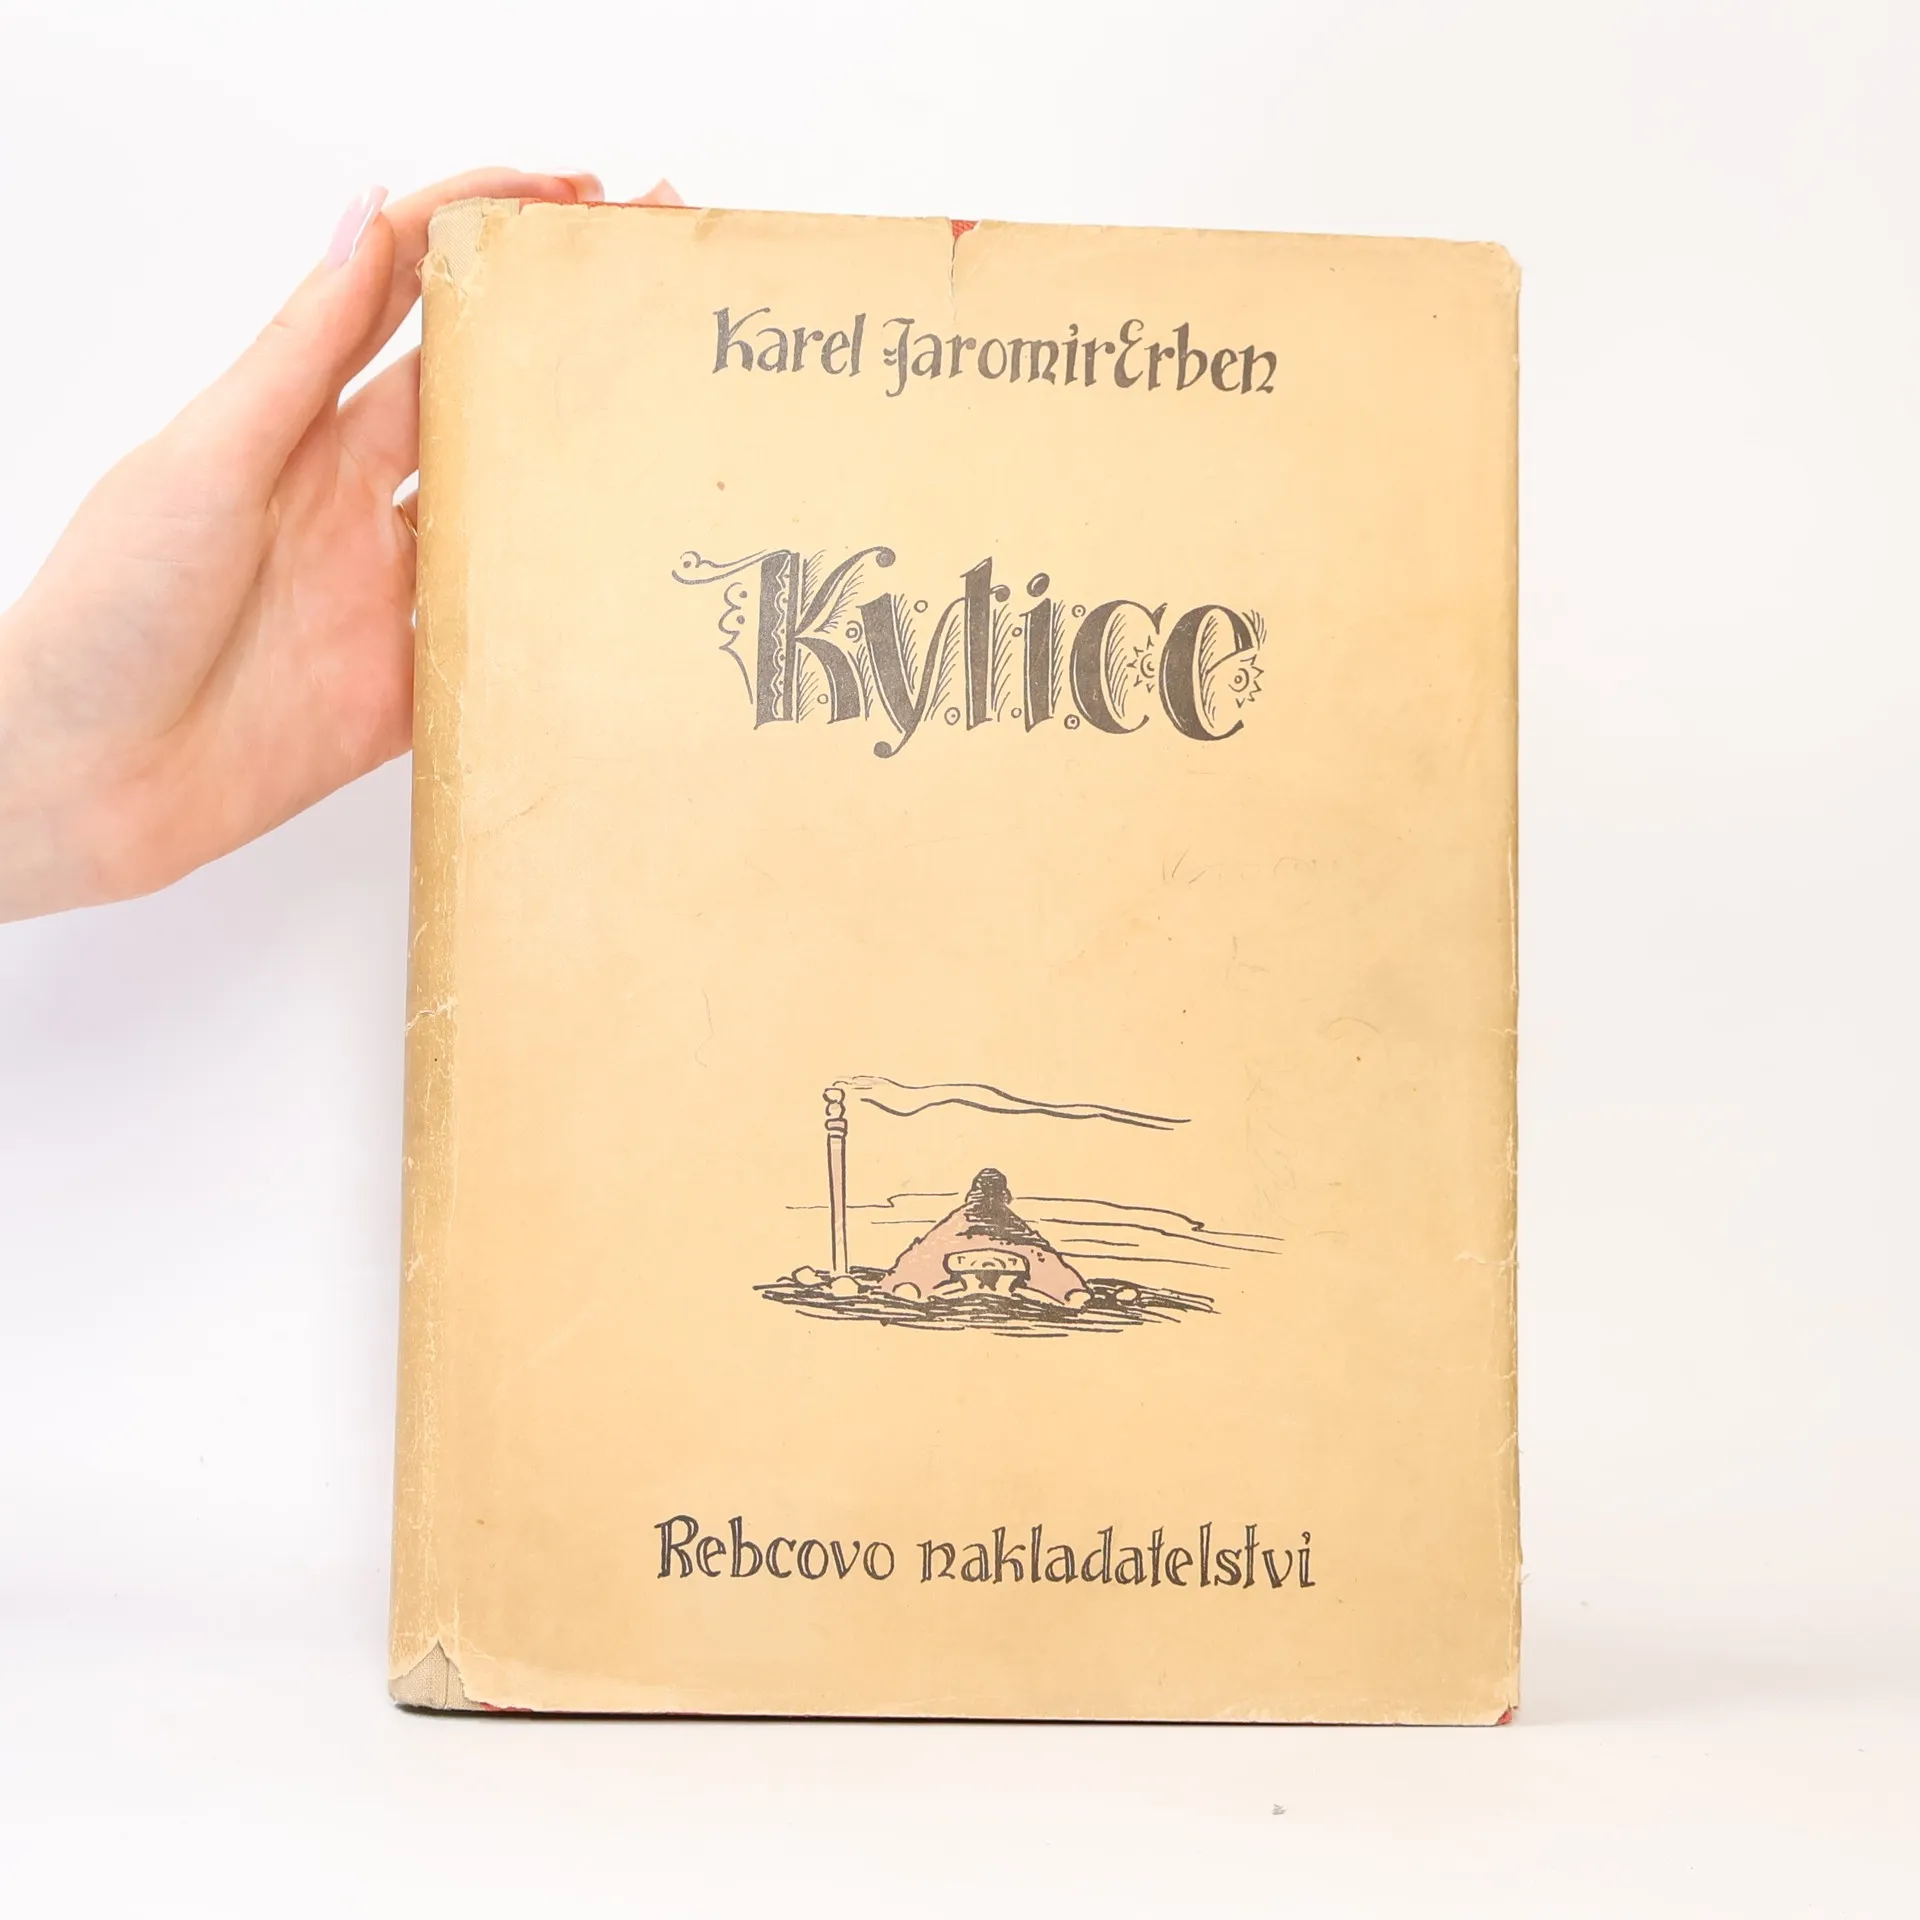 Karel Jaromír Erben
Kytice
Rebcovo nakladatelství